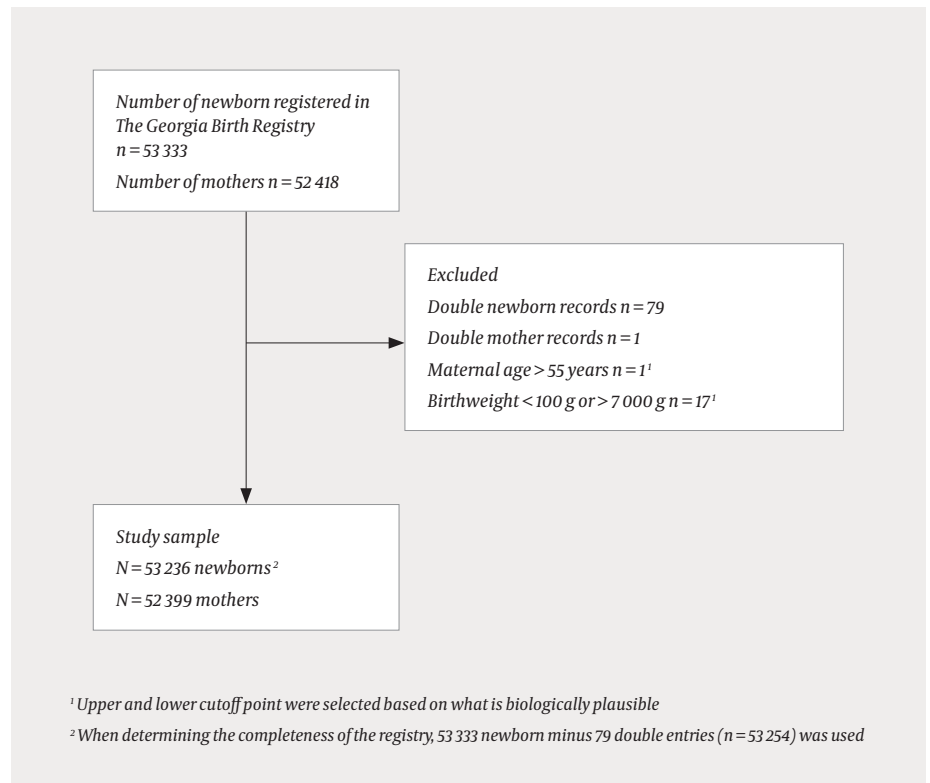 Number of newborn registered in
The Georgia Birth Registry
n = 53 333
Number of mothers n = 52 418
Excluded
Double newborn records n = 79
Double mother records n = 1
Maternal age > 55 years n = 1¹
Birthweight < 100 g or > 7 000 g n = 17¹
Study sample
N = 53 236 newborns²
N = 52 399 mothers
¹ Upper and lower cutoff point were selected based on what is biologically plausible
² When determining the completeness of the registry, 53 333 newborn minus 79 double entries (n = 53 254) was used